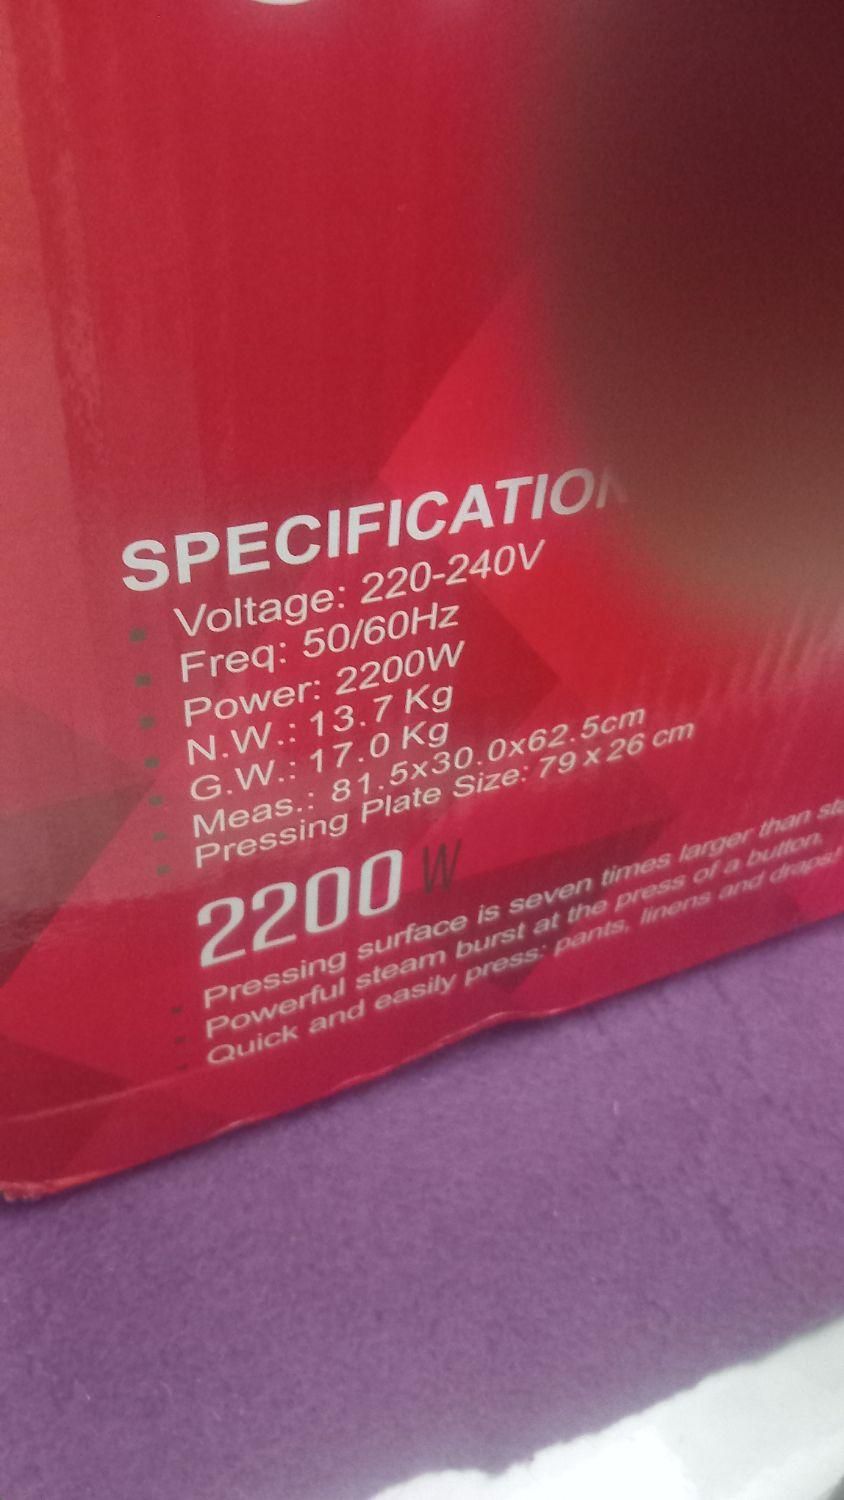 SPECIFICATION
Voltage: 220-240V
Freq: 50/60Hz
Power: 2200W
N.W.: 13.7 Kg
G.W.: 17.0 Kg
Meas.: 81.5x30.0x62.5cm
Pressing Plate Size: 79 x 26 cm
2200 W
Pressing surface is seven times larger than
Powerful steam burst at the press of a button.
Quick and easily press: pants, linens and draps!